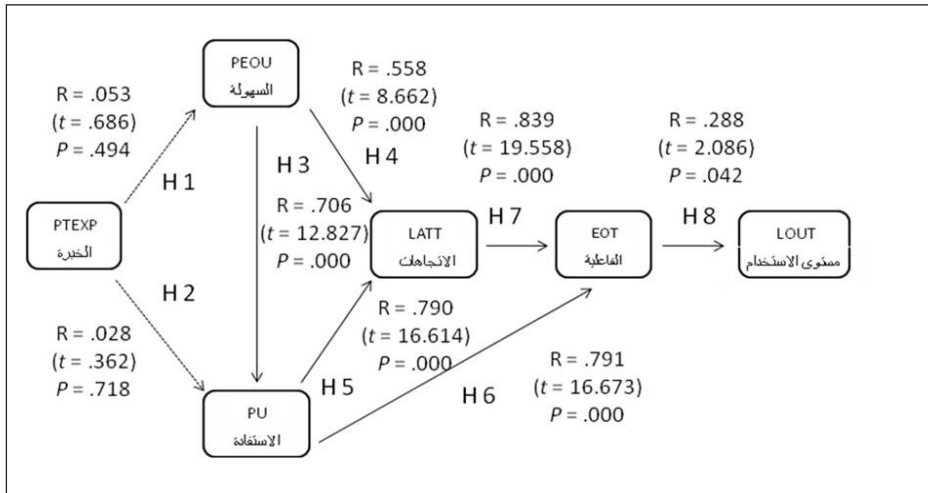 PEOU
السهولة
R = .053
(t = .686)
P = .494
H 1
R = .558
(t = 8.662)
P = .000
H 4
H 3
R = .706
(t = 12.827)
P = .000
R = .839
(t = 19.558)
P = .000
H 7
R = .288
(t = 2.086)
P = .042
H 8
PTEXP
الخبرة
LATT
الاتجاهات
EOT
الفاعلية
LOUT
مستوى الاستخدام
H 2
R = .028
(t = .362)
P = .718
R = .790
(t = 16.614)
P = .000
H 5
H 6
R = .791
(t = 16.673)
P = .000
PU
الاستفادة